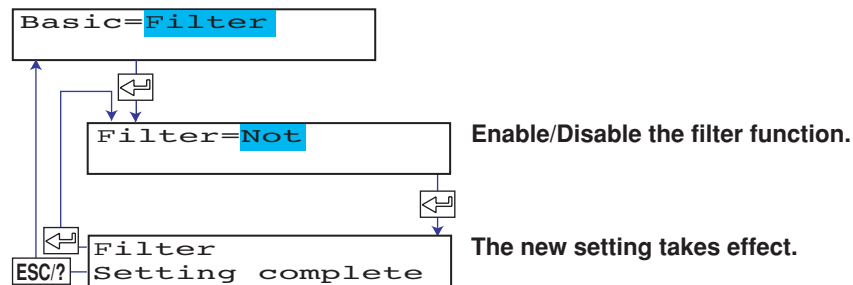 Basic=Filter
Filter=Not
Enable/Disable the filter function.
Filter
Setting complete
The new setting takes effect.
ESC/?